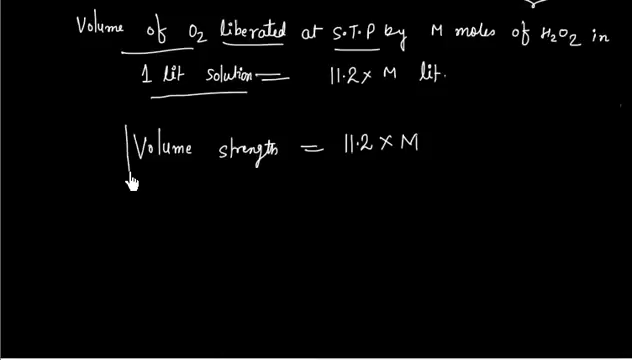 Volume of O2 liberated at S.T.P by M moles of H2O2 in
1 lit solution = 11.2 × M lit.
Volume strength = 11.2 × M